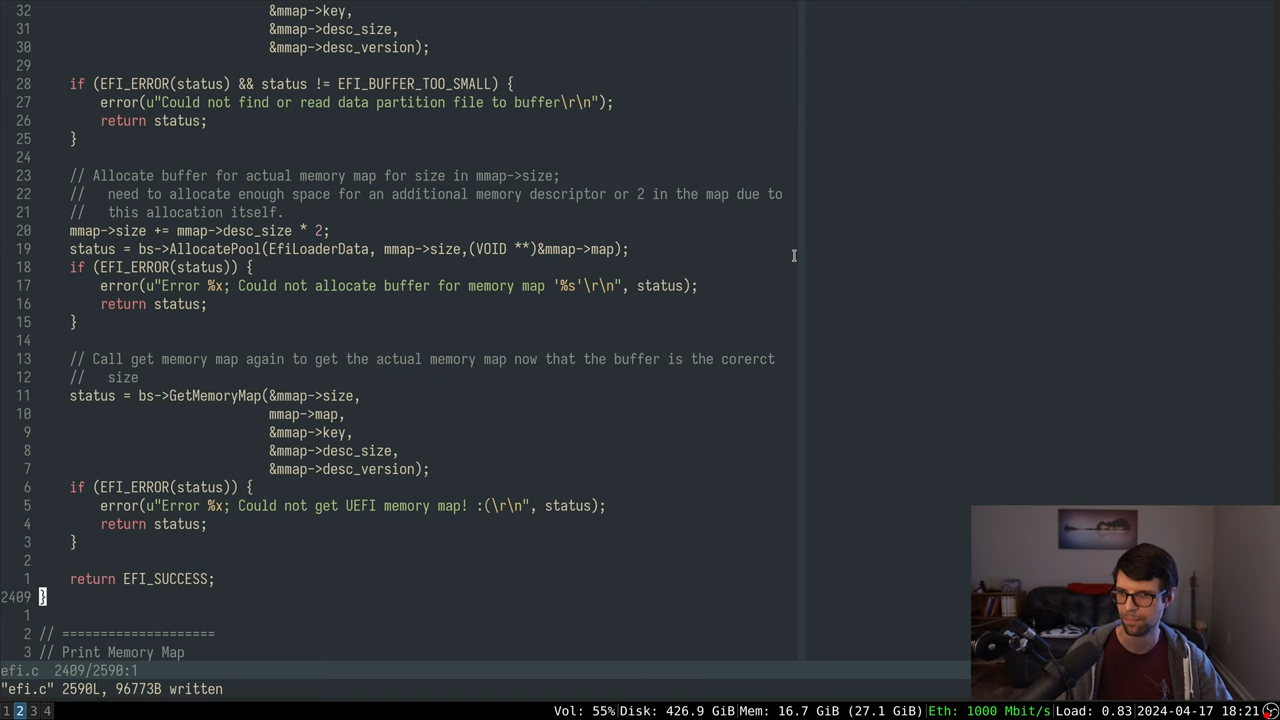 32                               &mmap->key,
31                               &mmap->desc_size,
30                               &mmap->desc_version);
29
28     if (EFI_ERROR(status) && status != EFI_BUFFER_TOO_SMALL) {
27         error(u"Could not find or read data partition file to buffer\r\n");
26         return status;
25     }
24
23     // Allocate buffer for actual memory map for size in mmap->size;
22     //   need to allocate enough space for an additional memory descriptor or 2 in the map due to
21     //   this allocation itself.
20     mmap->size += mmap->desc_size * 2;
19     status = bs->AllocatePool(EfiLoaderData, mmap->size,(VOID **)&mmap->map);
18     if (EFI_ERROR(status)) {
17         error(u"Error %x; Could not allocate buffer for memory map '%s'\r\n", status);
16         return status;
15     }
14
13     // Call get memory map again to get the actual memory map now that the buffer is the corerct
12     //   size
11     status = bs->GetMemoryMap(&mmap->size,
10                               mmap->map,
9                               &mmap->key,
8                               &mmap->desc_size,
7                               &mmap->desc_version);
6     if (EFI_ERROR(status)) {
5         error(u"Error %x; Could not get UEFI memory map! :(\r\n", status);
4         return status;
3     }
2
1     return EFI_SUCCESS;
2409 }
1
2 // ====================
3 // Print Memory Map
efi.c  2409/2590:1
"efi.c" 2590L, 96773B written
1 2 3 4 Vol: 55%|Disk: 426.9 GiB|Mem: 16.7 GiB (27.1 GiB)|Eth: 1000 Mbit/s|Load: 0.83|2024-04-17 18:21